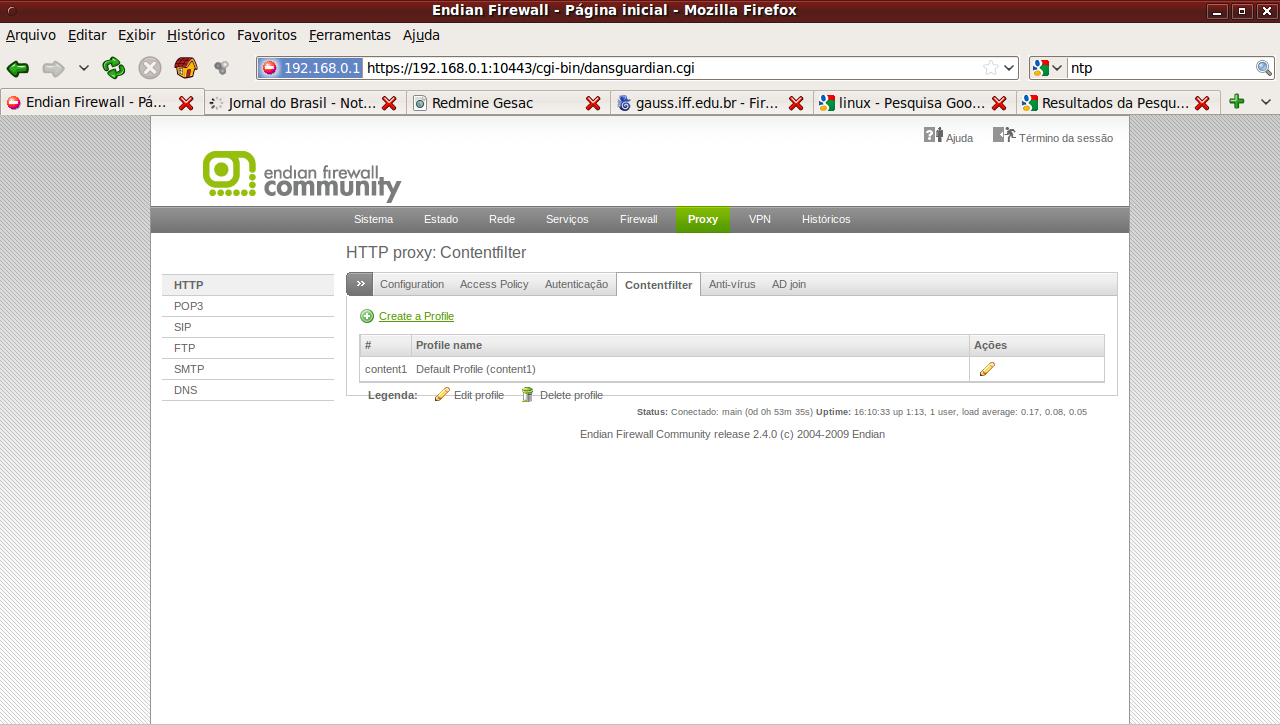 Endian Firewall - Página inicial - Mozilla Firefox
Arquivo Editar Exibir Histórico Favoritos Ferramentas Ajuda
192.168.0.1 https://192.168.0.1:10443/cgi-bin/dansguardian.cgi ntp
Endian Firewall - Pá... Jornal do Brasil - Not... Redmine Gesac gauss.iff.edu.br - Fir... linux - Pesquisa Goo... Resultados da Pesqu...
Ajuda Término da sessão
endian firewall
community
Sistema Estado Rede Serviços Firewall Proxy VPN Históricos
HTTP proxy: Contentfilter
HTTP
POP3
SIP
FTP
SMTP
DNS
» Configuration Access Policy Autenticação Contentfilter Anti-vírus AD join
Create a Profile
# Profile name Ações
content1 Default Profile (content1)
Legenda: Edit profile Delete profile
Status: Conectado: main (0d 0h 53m 35s) Uptime: 16:10:33 up 1:13, 1 user, load average: 0.17, 0.08, 0.05
Endian Firewall Community release 2.4.0 (c) 2004-2009 Endian